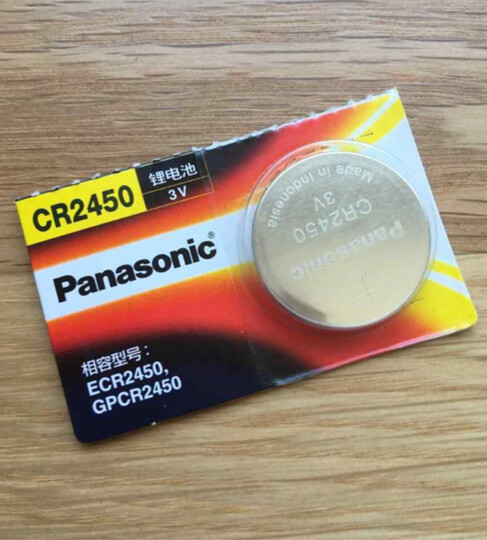 CR2450
锂电池
3V
Panasonic®
相容型号：
ECR2450,
GPCR2450
Made in Indonesia
3V
CR2450
Panasonic
+